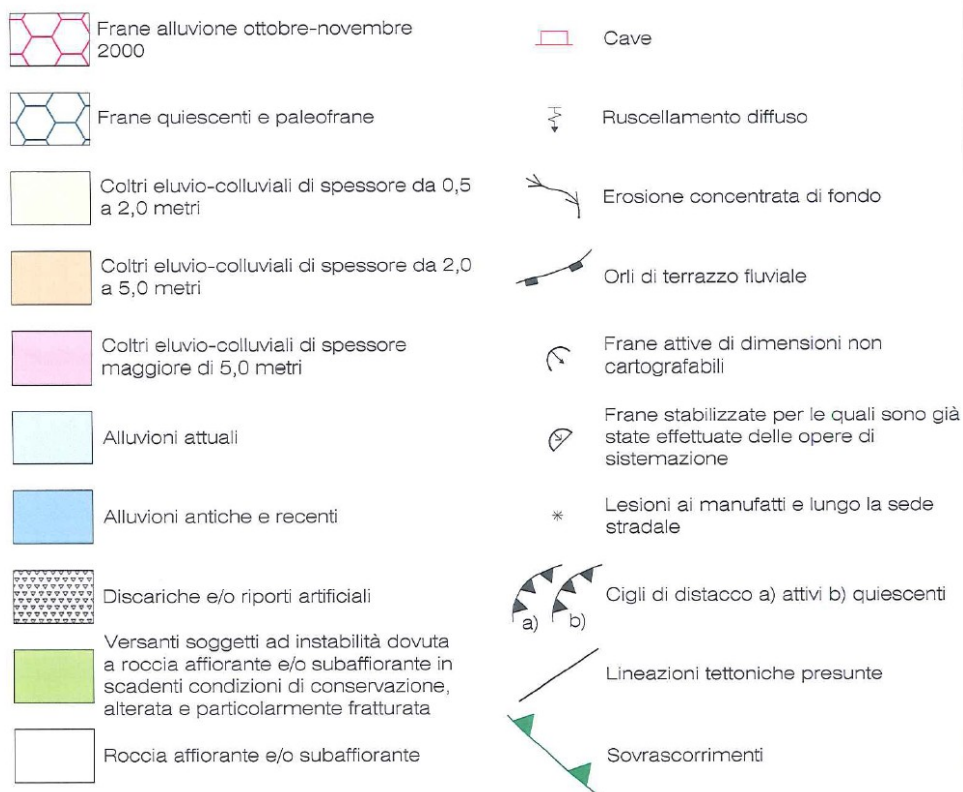 Frane alluvione ottobre-novembre
2000
Frane quiescenti e paleofrane
Coltri eluvio-colluviali di spessore da 0,5
a 2,0 metri
Coltri eluvio-colluviali di spessore da 2,0
a 5,0 metri
Coltri eluvio-colluviali di spessore
maggiore di 5,0 metri
Alluvioni attuali
Alluvioni antiche e recenti
Discariche e/o riporti artificiali
Versanti soggetti ad instabilità dovuta
a roccia affiorante e/o subaffiorante in
scadenti condizioni di conservazione,
alterata e particolarmente fratturata
Roccia affiorante e/o subaffiorante
Cave
Ruscellamento diffuso
Erosione concentrata di fondo
Orli di terrazzo fluviale
Frane attive di dimensioni non
cartografabili
Frane stabilizzate per le quali sono già
state effettuate delle opere di
sistemazione
Lesioni ai manufatti e lungo la sede
stradale
a) b)
Cigli di distacco a) attivi b) quiescenti
Lineazioni tettoniche presunte
Sovrascorrimenti